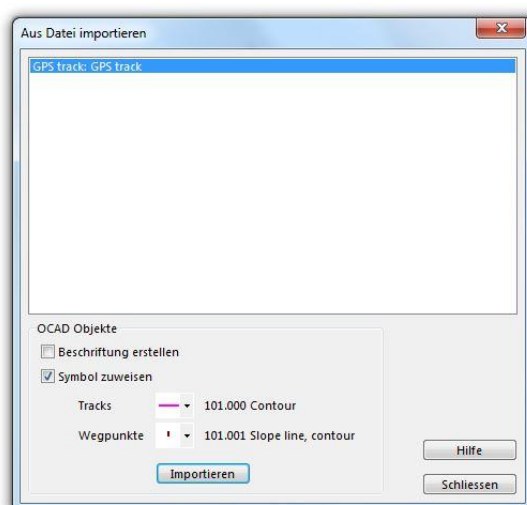 Aus Datei importieren
GPS track: GPS track
OCAD Objekte
Beschriftung erstellen
Symbol zuweisen
Tracks 101.000 Contour
Wegpunkte 101.001 Slope line, contour
Importieren
Hilfe
Schliessen